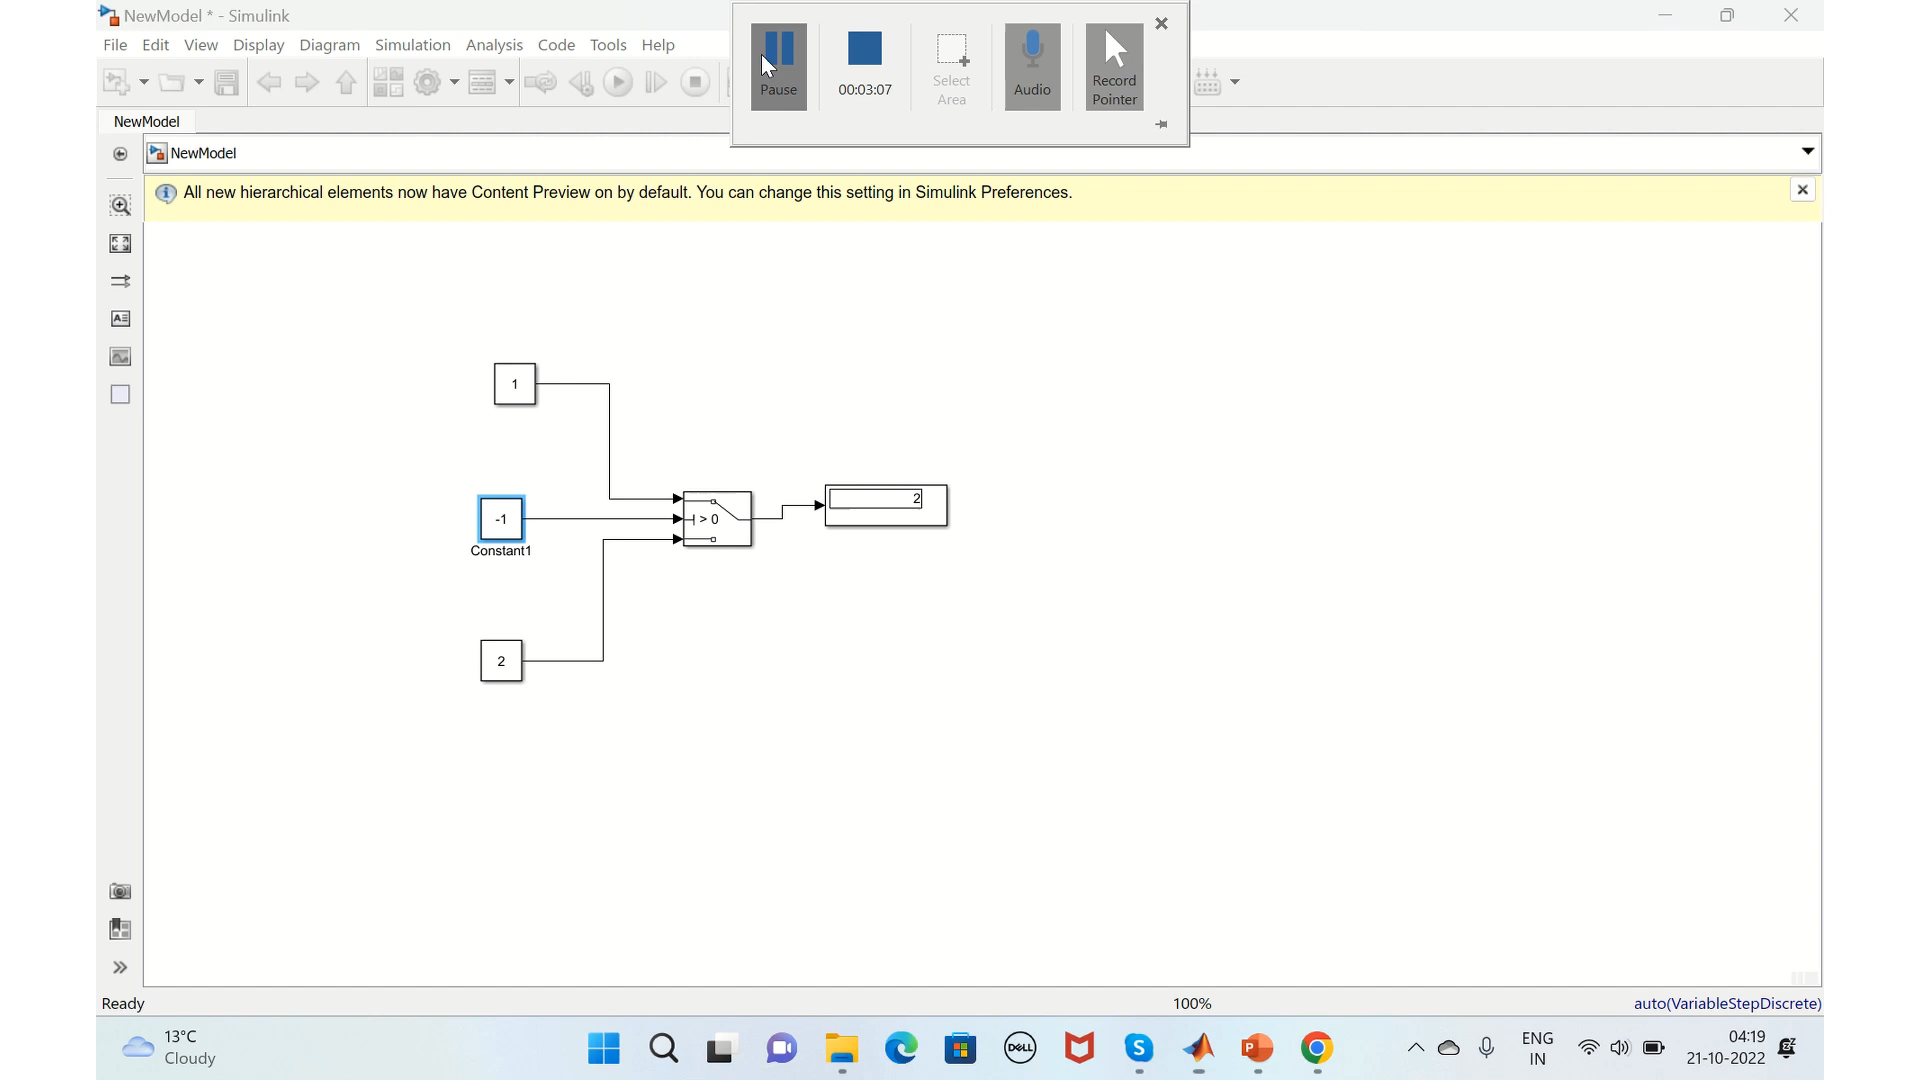 NewModel * - Simulink
File Edit View Display Diagram Simulation Analysis Code Tools Help
Pause
00:03:07
Select
Area
Audio
Record
Pointer
NewModel
NewModel
All new hierarchical elements now have Content Preview on by default. You can change this setting in Simulink Preferences.
1
-1
Constant1
> 0
2
2
Ready
100%
auto(VariableStepDiscrete)
13°C
Cloudy
DELL
ENG
IN
04:19
21-10-2022